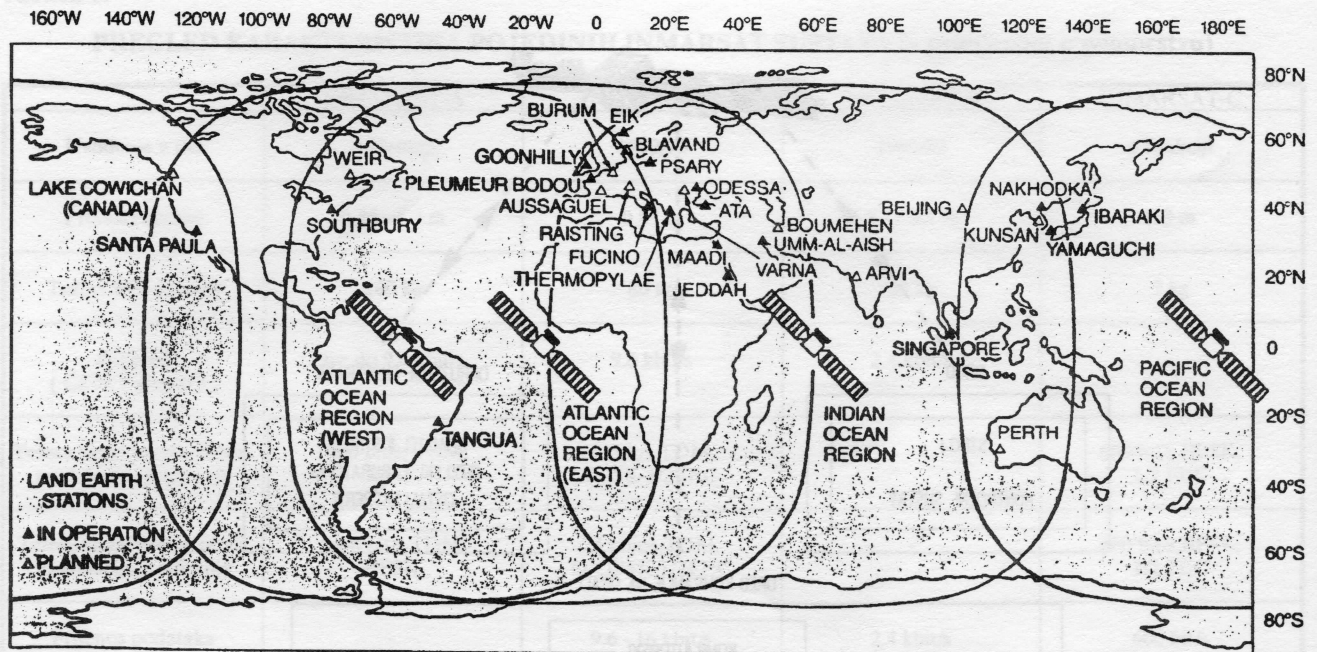 160°W 140°W 120°W 100°W 80°W 60°W 40°W 20°W 0 20°E 40°E 60°E 80°E 100°E 120°E 140°E 160°E 180°E
80°N
60°N
40°N
20°N
0
20°S
40°S
60°S
80°S
BURUM
EIK
BLAVAND
GOONHILLY
PSARY
WEIR
PLEUMEUR BODOU
ODESSA
LAKE COWICHAN
(CANADA)
AUSSAGUEL
ATA
NAKHODKA
BEIJING
IBARAKI
SOUTHBURY
RAISTING
BOUMEHEN
KUNSAN
SANTA PAULA
FUCINO
MAADI
UMM-AL-AISH
YAMAGUCHI
THERMOPYLAE
VARNA
ARVI
JEDDAH
SINGAPORE
ATLANTIC
OCEAN
REGION
(WEST)
ATLANTIC
OCEAN
REGION
(EAST)
INDIAN
OCEAN
REGION
PACIFIC
OCEAN
REGION
TANGUA
PERTH
LAND EARTH
STATIONS
▲IN OPERATION
△PLANNED